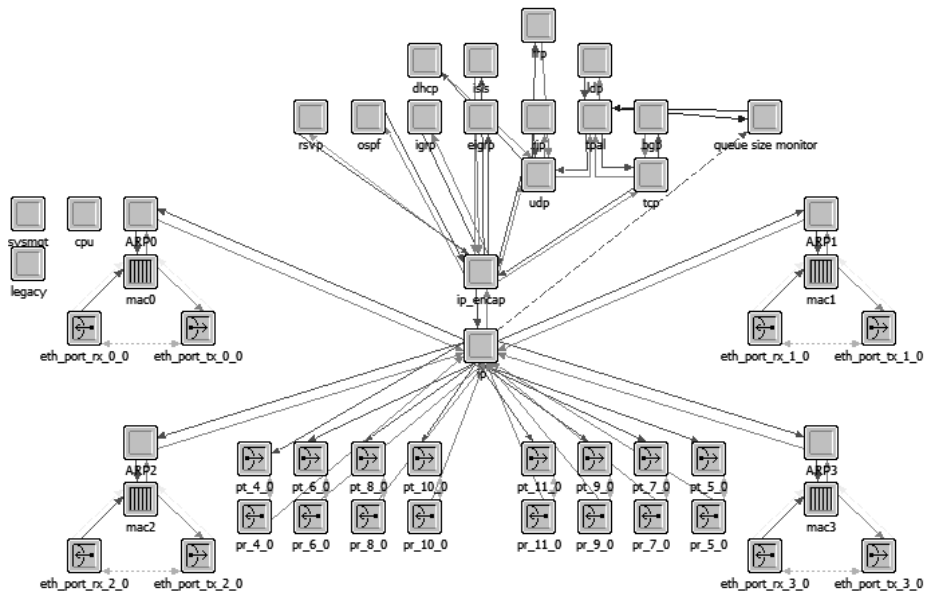 dhcp
isis
ldp
rsvp
ospf
igrp
eigrp
rip
tpal
bgp
queue size monitor
udp
tcp
sysmgt
cpu
ARP0
ARP1
legacy
mac0
ip_encap
mac1
eth_port_rx_0_0
eth_port_tx_0_0
ip
eth_port_rx_1_0
eth_port_tx_1_0
ARP2
ARP3
pt_4_0
pt_6_0
pt_8_0
pt_10_0
pt_11_0
pt_9_0
pt_7_0
pt_5_0
mac2
mac3
pr_4_0
pr_6_0
pr_8_0
pr_10_0
pr_11_0
pr_9_0
pr_7_0
pr_5_0
eth_port_rx_2_0
eth_port_tx_2_0
eth_port_rx_3_0
eth_port_tx_3_0